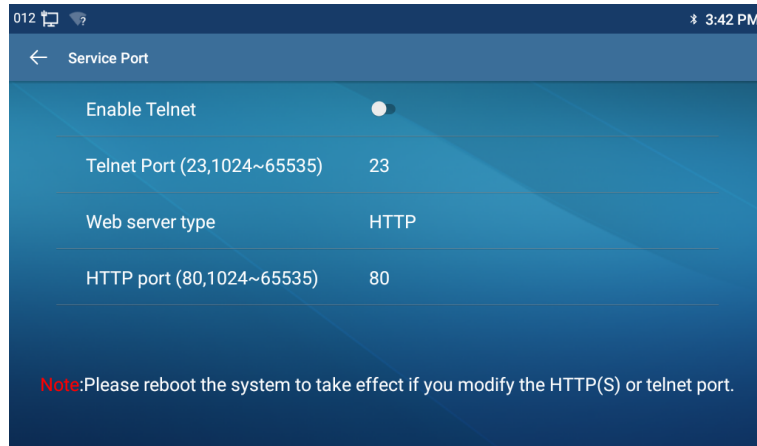 012 ? 3:42 PM
Service Port
Enable Telnet
Telnet Port (23,1024~65535) 23
Web server type HTTP
HTTP port (80,1024~65535) 80
Note:Please reboot the system to take effect if you modify the HTTP(S) or telnet port.